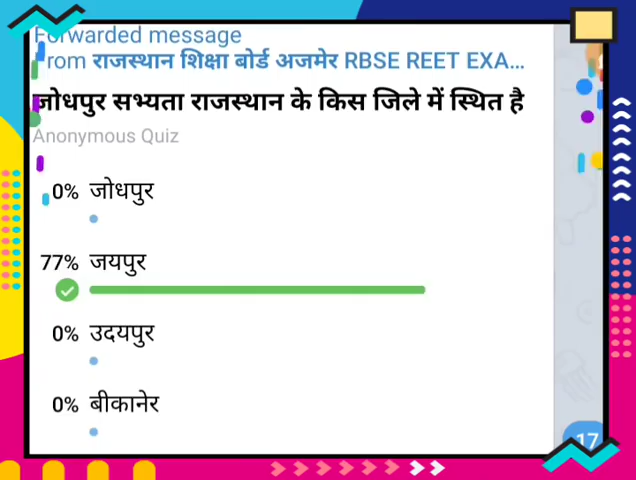 Forwarded message
From राजस्थान शिक्षा बोर्ड अजमेर RBSE REET EXA...
जोधपुर सभ्यता राजस्थान के किस जिले में स्थित है
Anonymous Quiz
0% जोधपुर
77% जयपुर
0% उदयपुर
0% बीकानेर
17